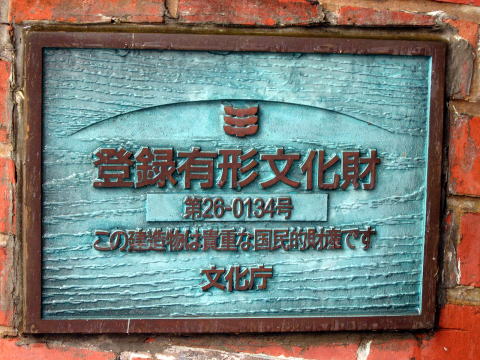 登録有形文化財
第26-0134号
この建造物は貴重な国民的財産です
文化庁